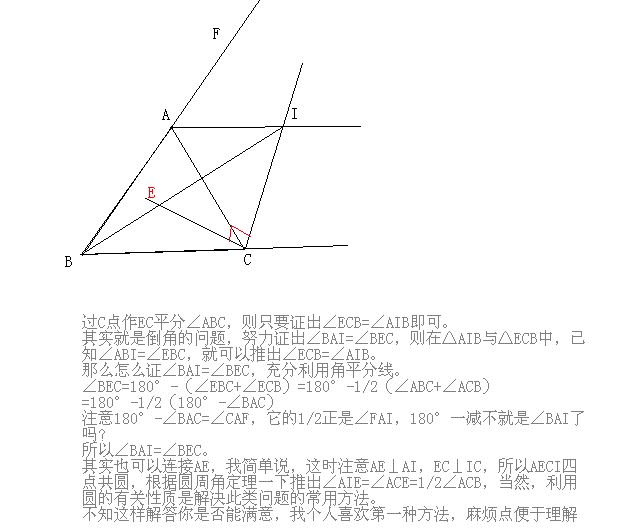 F
A
I
E
B
C
过C点作EC平分∠ABC，则只要证出∠ECB=∠AIB即可。
其实就是倒角的问题，努力证出∠BAI=∠BEC，则在△AIB与△ECB中，已
知∠ABI=∠EBC，就可以推出∠ECB=∠AIB。
那么怎么证∠BAI=∠BEC，充分利用角平分线。
∠BEC=180°-（∠EBC+∠ECB）=180°-1/2（∠ABC+∠ACB）
=180°-1/2（180°-∠BAC）
注意180°-∠BAC=∠CAF，它的1/2正是∠FAI，180°一减不就是∠BAI了
吗？
所以∠BAI=∠BEC。
其实也可以连接AE，我简单说，这时注意AE⊥AI，EC⊥IC，所以AECI四
点共圆，根据圆周角定理一下推出∠AIE=∠ACE=1/2∠ACB，当然，利用
圆的有关性质是解决此类问题的常用方法。
不知这样解答你是否能满意，我个人喜欢第一种方法，麻烦点便于理解